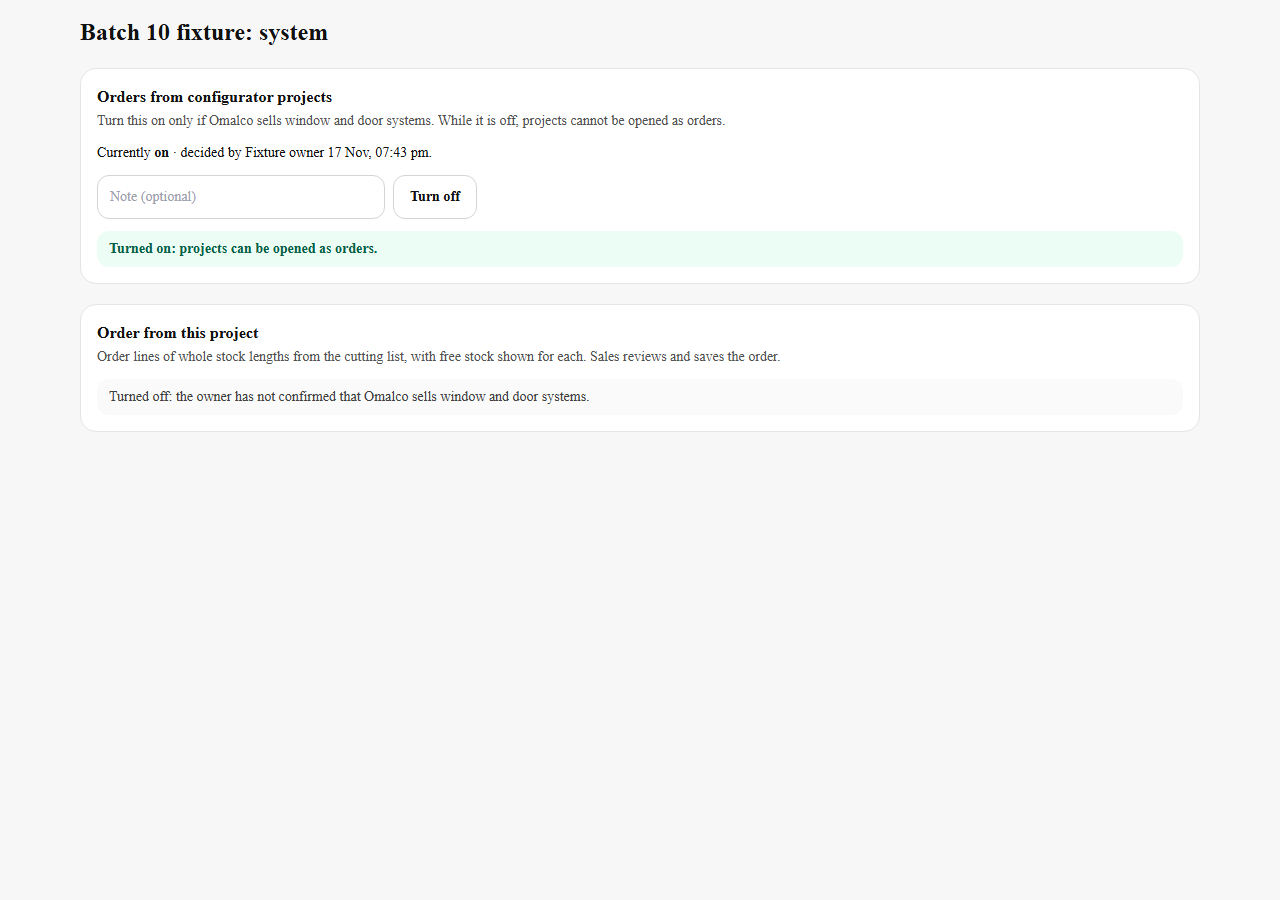 Batch 10 fixture: system
Orders from configurator projects
Turn this on only if Omalco sells window and door systems. While it is off, projects cannot be opened as orders.
Currently on · decided by Fixture owner 17 Nov, 07:43 pm.
Note (optional)
Turn off
Turned on: projects can be opened as orders.
Order from this project
Order lines of whole stock lengths from the cutting list, with free stock shown for each. Sales reviews and saves the order.
Turned off: the owner has not confirmed that Omalco sells window and door systems.